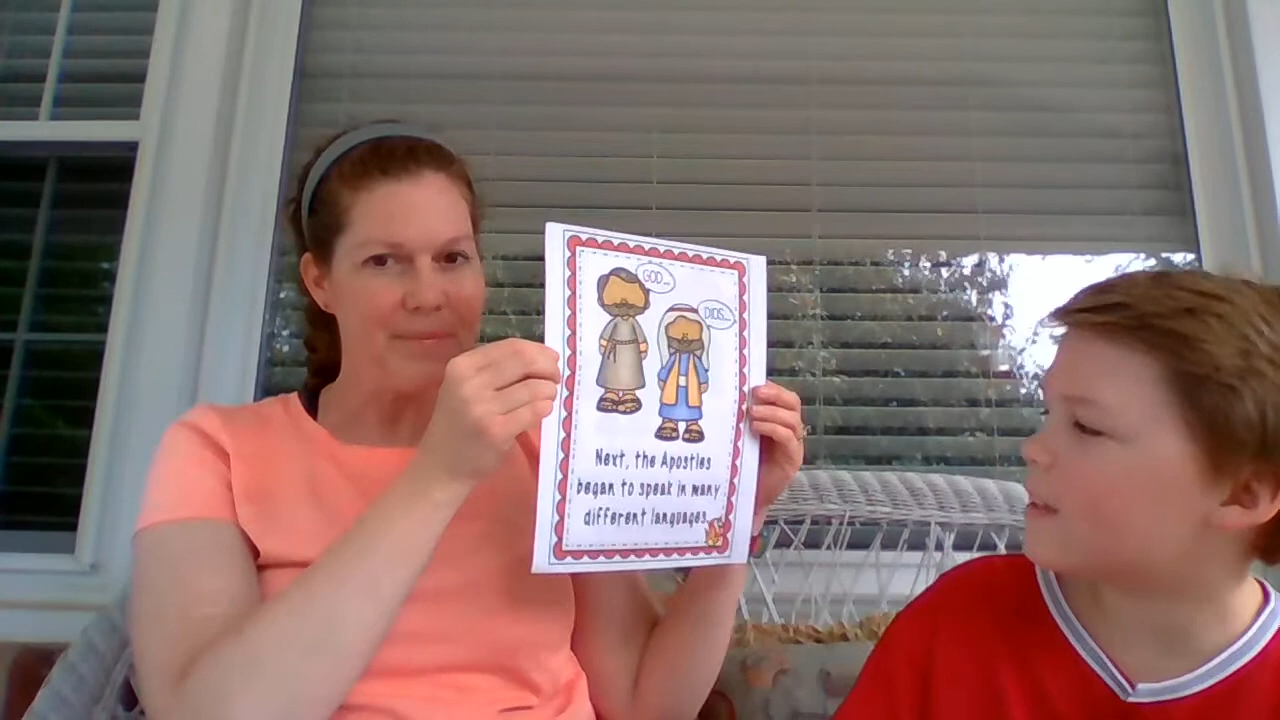 GOD...
DIOS...
Next, the Apostles
began to speak in many
different languages.